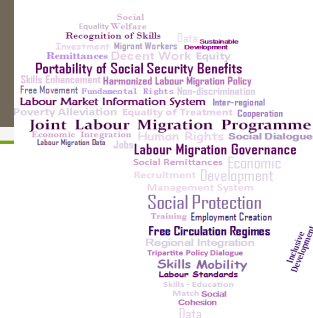 Social
Equality Welfare
Recognition of Skills Data Sustainable
Investment Migrant Workers Development
Remittances Decent Work Equity
Portability of Social Security Benefits
Skills Enhancement Harmonized Labour Migration Policy
Free Movement Fundamental Rights Non-discrimination
Labour Market Information System Inter-regional
Poverty Alleviation Equality of Treatment Cooperation
Joint Labour Migration Programme
Economic Integration Human Rights Social Dialogue
Labour Migration Data Jobs Labour Migration Governance
Social Remittances Economic
Recruitment Development
Management System
Social Protection
Training Employment Creation
Free Circulation Regimes
Inclusive
Development
Regional Integration
Tripartite Policy Dialogue
Skills Mobility
Labour Standards
Skills - Education
Match Social
Cohesion
Data